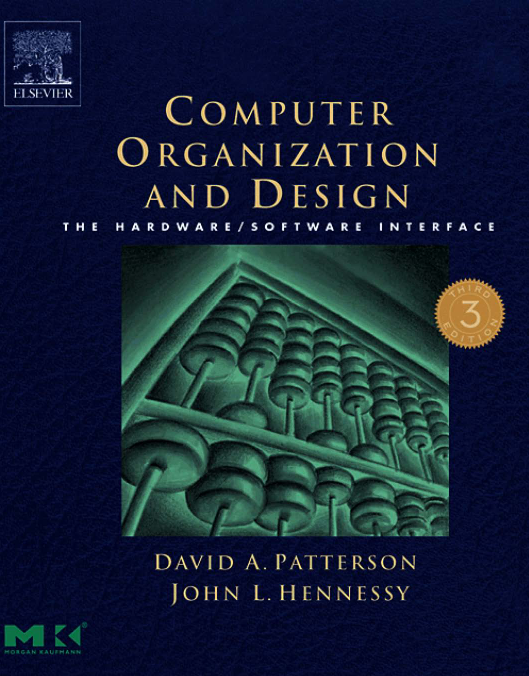 ELSEVIER
COMPUTER
ORGANIZATION
AND DESIGN
THE HARDWARE/SOFTWARE INTERFACE
THIRD
3
EDITION
DAVID A. PATTERSON
JOHN L. HENNESSY
MK®
MORGAN KAUFMANN